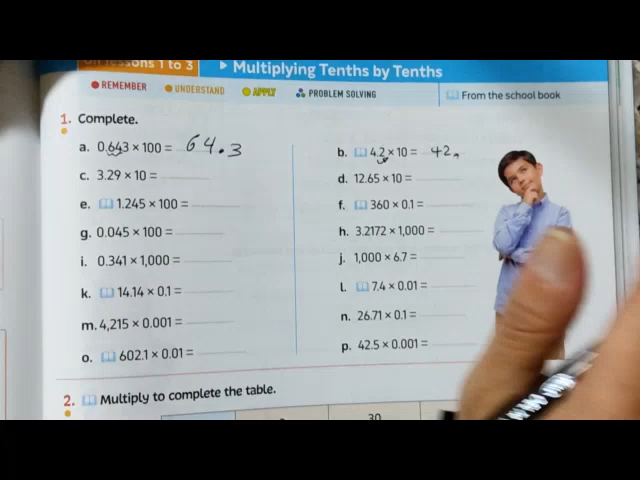 on lessons 1 to 3
▶ Multiplying Tenths by Tenths
REMEMBER UNDERSTAND APPLY PROBLEM SOLVING From the school book
1. Complete.
a. 0.643 × 100 = 64.3
b. 4.2 × 10 = 42.
c. 3.29 × 10 =
d. 12.65 × 10 =
e. 1.245 × 100 =
f. 360 × 0.1 =
g. 0.045 × 100 =
h. 3.2172 × 1,000 =
i. 0.341 × 1,000 =
j. 1,000 × 6.7 =
k. 14.14 × 0.1 =
l. 7.4 × 0.01 =
m. 4,215 × 0.001 =
n. 26.71 × 0.1 =
o. 602.1 × 0.01 =
p. 42.5 × 0.001 =
2. Multiply to complete the table.
30